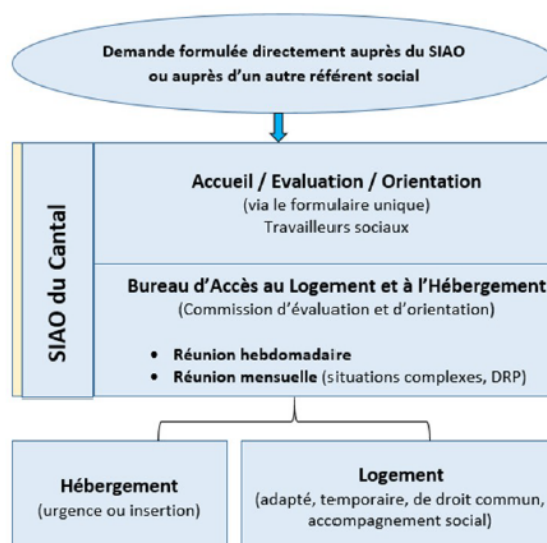 Demande formulée directement auprès du SIAO
ou auprès d'un autre référent social
SIAO du Cantal
Accueil / Evaluation / Orientation
(via le formulaire unique)
Travailleurs sociaux
Bureau d'Accès au Logement et à l'Hébergement
(Commission d'évaluation et d'orientation)
• Réunion hebdomadaire
• Réunion mensuelle (situations complexes, DRP)
Hébergement
(urgence ou insertion)
Logement
(adapté, temporaire, de droit commun,
accompagnement social)